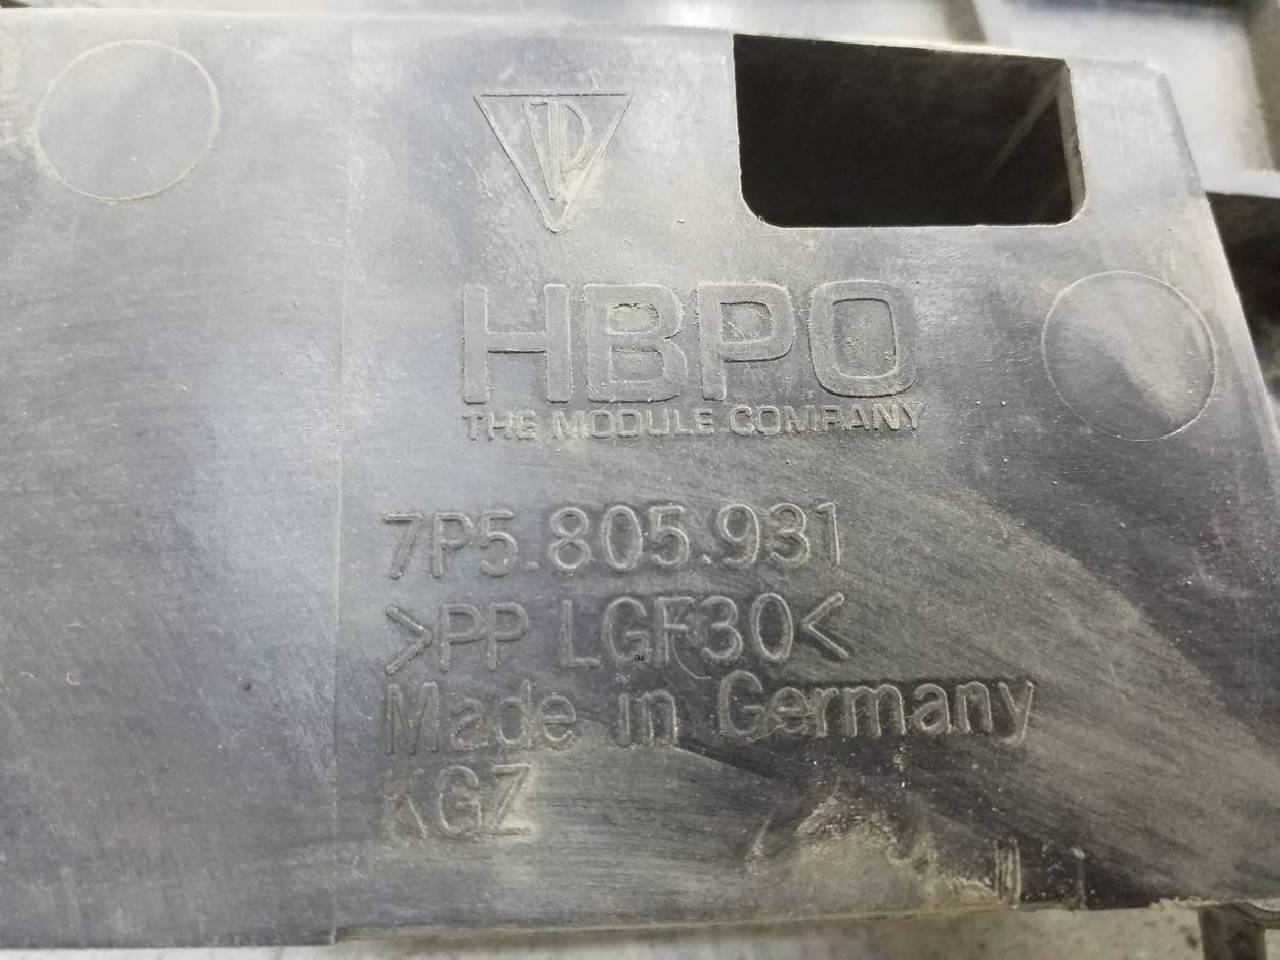 HBPO
THE MODULE COMPANY
7P5.805.931
>PP LGF30<
Made in Germany
KGZ